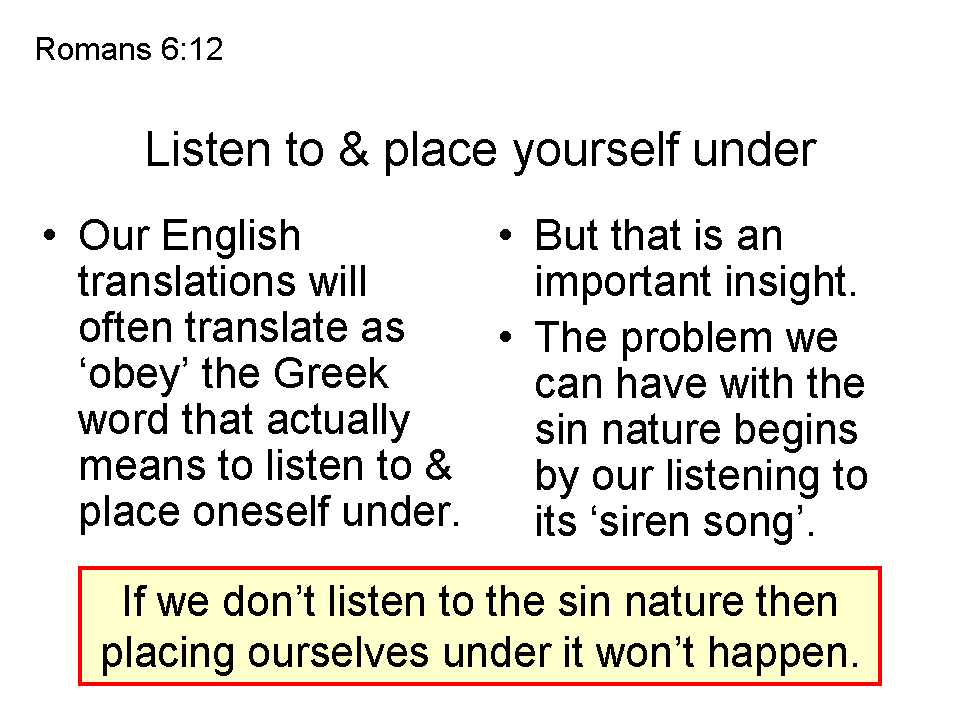 Romans 6:12
Listen to & place yourself under
• Our English
translations will
often translate as
‘obey’ the Greek
word that actually
means to listen to &
place oneself under.
• But that is an
important insight.
• The problem we
can have with the
sin nature begins
by our listening to
its ‘siren song’.
If we don’t listen to the sin nature then
placing ourselves under it won’t happen.